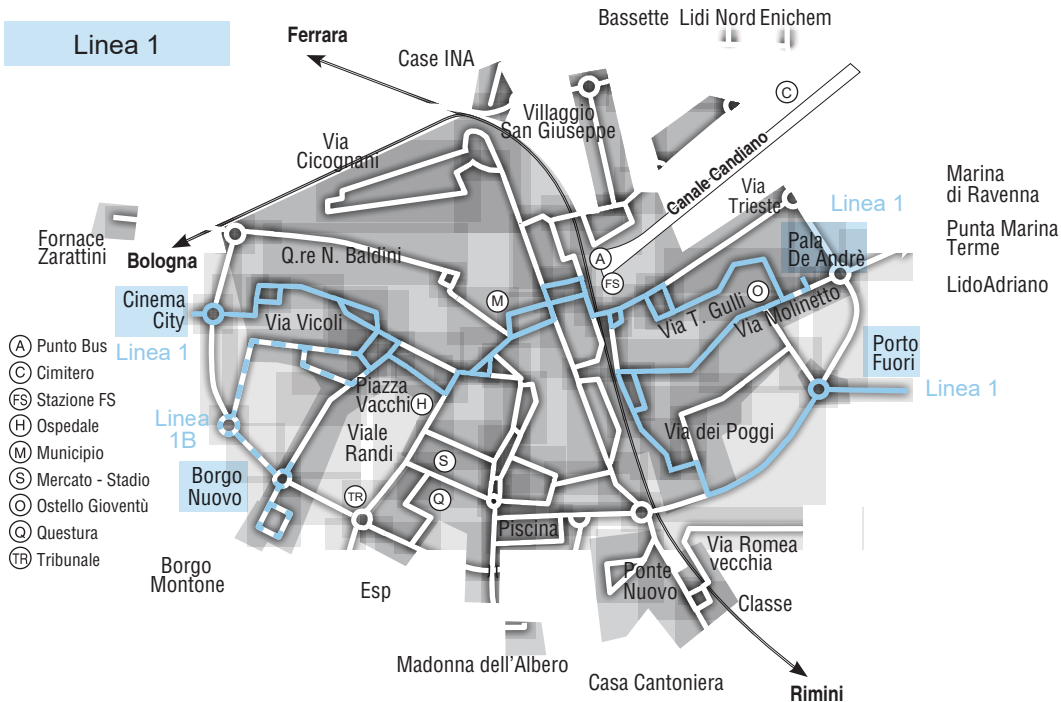 Linea 1
Bassette Lidi Nord Enichem
Ferrara
Case INA
C
Villaggio
San Giuseppe
Via
Cicognani
Canale Candiano
Via
Trieste
Marina
di Ravenna
Linea 1
Punta Marina
Terme
LidoAdriano
Fornace
Zarattini
Bologna
Q.re N. Baldini
A
FS
Pala
De Andrè
Cinema
City
M
O
Via T. Gulli
Via Molinetto
Via Vicoli
Linea 1
Porto
Fuori
Linea 1
A Punto Bus
C Cimitero
FS Stazione FS
H Ospedale
M Municipio
S Mercato - Stadio
O Ostello Gioventù
Q Questura
TR Tribunale
Piazza
Vacchi
H
Linea
1B
Viale
Randi
Via dei Poggi
S
Borgo
Nuovo
TR
Q
Piscina
Via Romea
vecchia
Borgo
Montone
Esp
Ponte
Nuovo
Classe
Madonna dell'Albero
Casa Cantoniera
Rimini